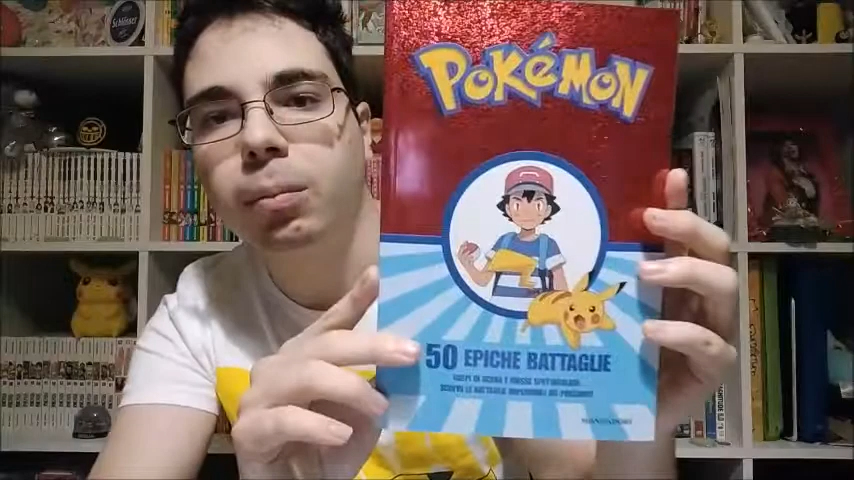 POKéMON
50 EPICHE BATTAGLIE
COLPI DI SCENA E MOSSE SPETTACOLARI:
SCOPRI LE BATTAGLIE IMPERDIBILI DEI POKÉMON!
MONDADORI